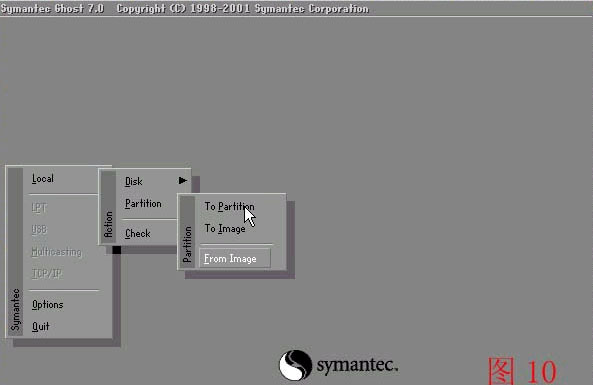 Symantec Ghost 7.0 Copyright (C) 1998-2001 Symantec Corporation
Local
LPT
USB
Multicasting
TCP/IP
Options
Quit
Symantec
Disk
Partition
Check
Action
To Partition
To Image
From Image
Partition
symantec.
图 10